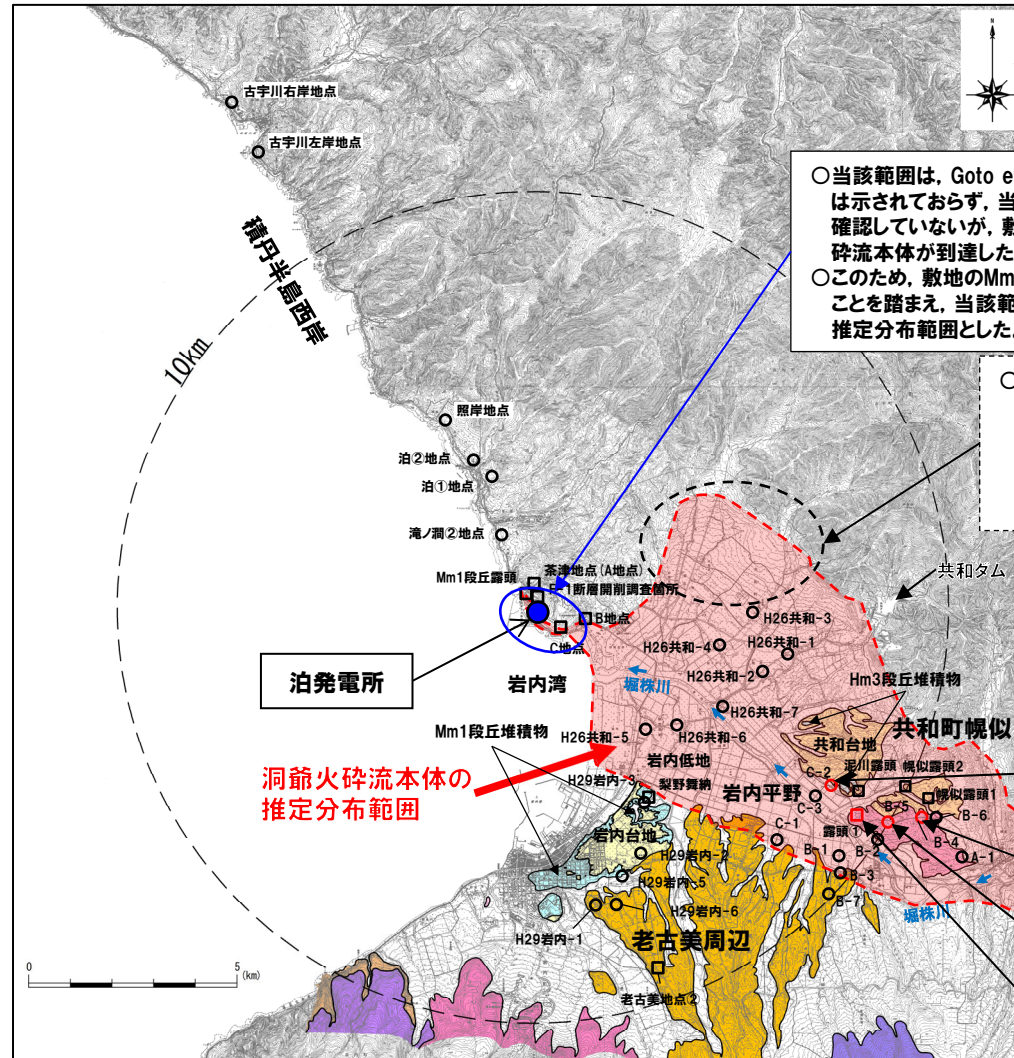 N
古宇川右岸地点
古宇川左岸地点
積丹半島西岸
10km
○当該範囲は, Goto e
は示されておらず, 当
確認していないが, 敷
砕流本体が到達した
○このため, 敷地のMm
ことを踏まえ, 当該範
推定分布範囲とした.
○
照岸地点
泊②地点
泊①地点
滝ノ澗②地点
Mm1段丘露頭
茶津地点(A地点)
F-1断層開削調査箇所
B地点
C地点
共和タム
泊発電所
岩内湾
堀株川
H26共和-3
H26共和-4
H26共和-1
H26共和-2
H26共和-7
H26共和-5
H26共和-6
Hm3段丘堆積物
共和町幌似
共和台地
Mm1段丘堆積物
岩内低地
洞爺火砕流本体の
推定分布範囲
H29岩内-3
梨野舞納
岩内平野
C-2
泥川露頭
幌似露頭2
幌似露頭1
C-3
B-5
B-6
岩内台地
C-1
露頭①
B-1
B-2
B-4
A-1
B-3
B-7
堀株川
H29岩内-2
H29岩内-5
H29岩内-6
H29岩内-1
老古美周辺
老古美地点②
0
5
(km)